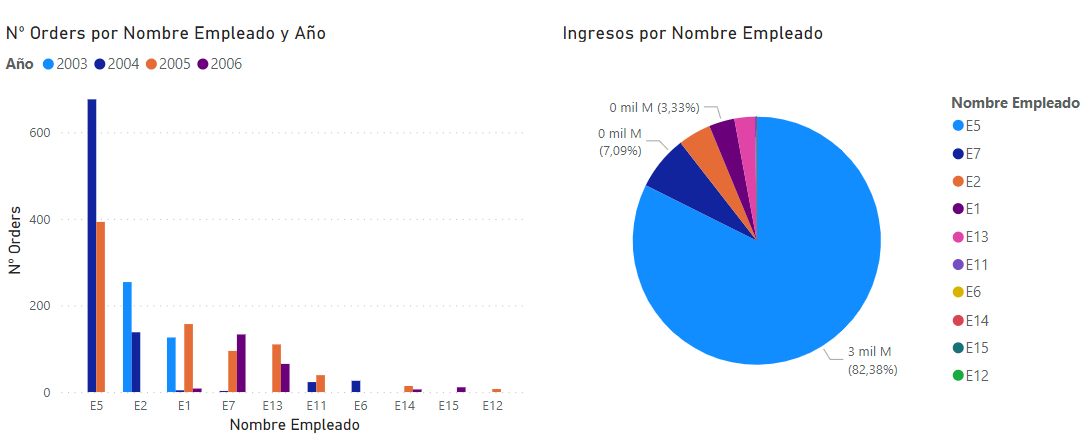 Nº Orders por Nombre Empleado y Año
Año 2003 2004 2005 2006
Nº Orders
600
400
200
0
E5 E2 E1 E7 E13 E11 E6 E14 E15 E12
Nombre Empleado
Ingresos por Nombre Empleado
0 mil M (3,33%)
0 mil M
(7,09%)
3 mil M
(82,38%)
Nombre Empleado
E5
E7
E2
E1
E13
E11
E6
E14
E15
E12